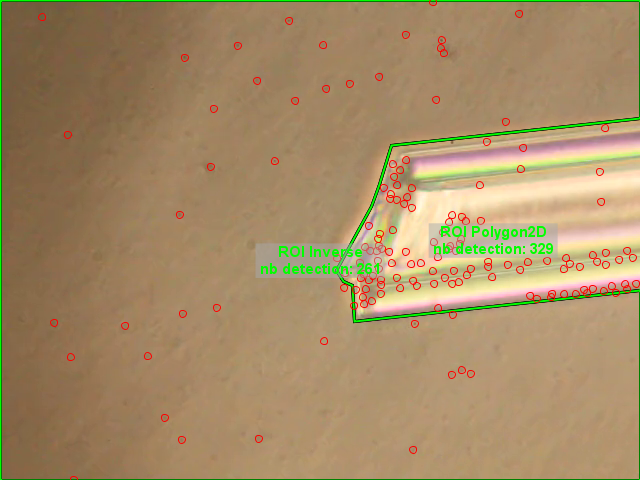 ROI Inverse
nb detection: 261
ROI Polygon2D
nb detection: 329